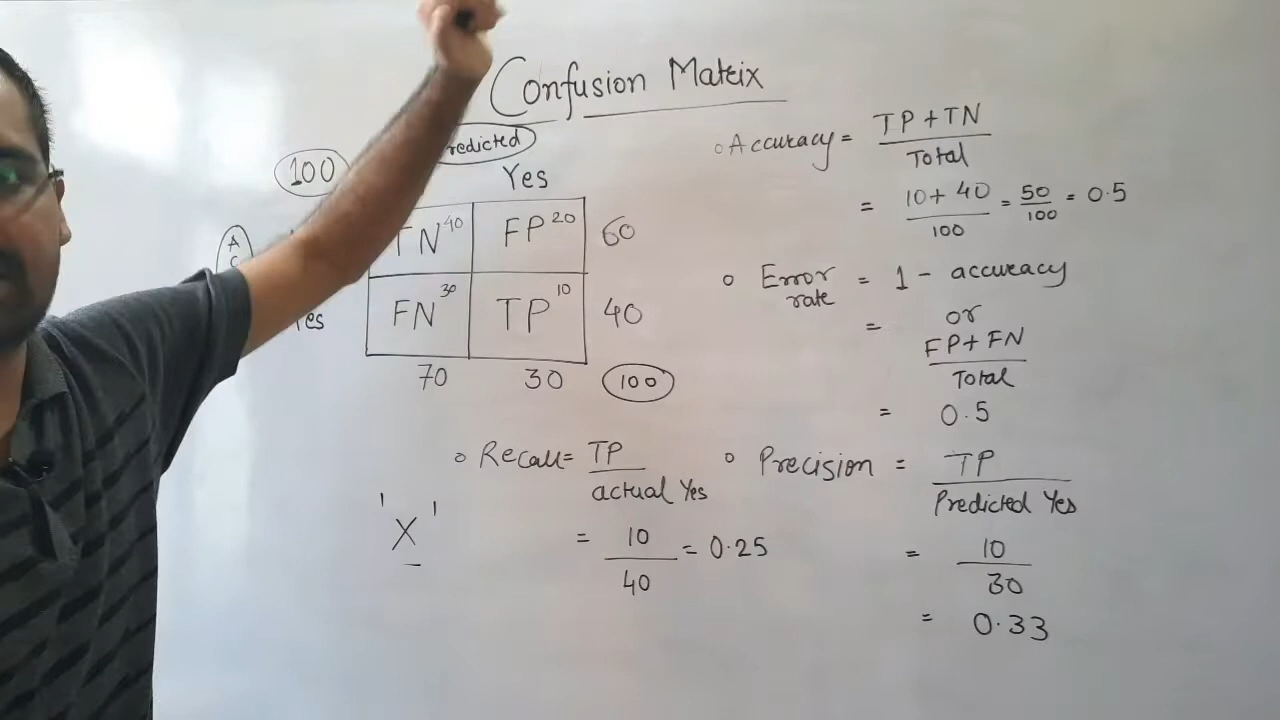 Confusion Matrix
redicted
100
Yes
A
C
TN 40 FP 20 60
Yes FN 30 TP 10 40
70 30 100
Accuracy = TP + TN / Total
= 10 + 40 / 100 = 50 / 100 = 0.5
Error rate = 1 - accuracy
or
= FP + FN / Total
= 0.5
Recall = TP / actual Yes
= 10 / 40 = 0.25
Precision = TP / Predicted Yes
= 10 / 30
= 0.33
'X'